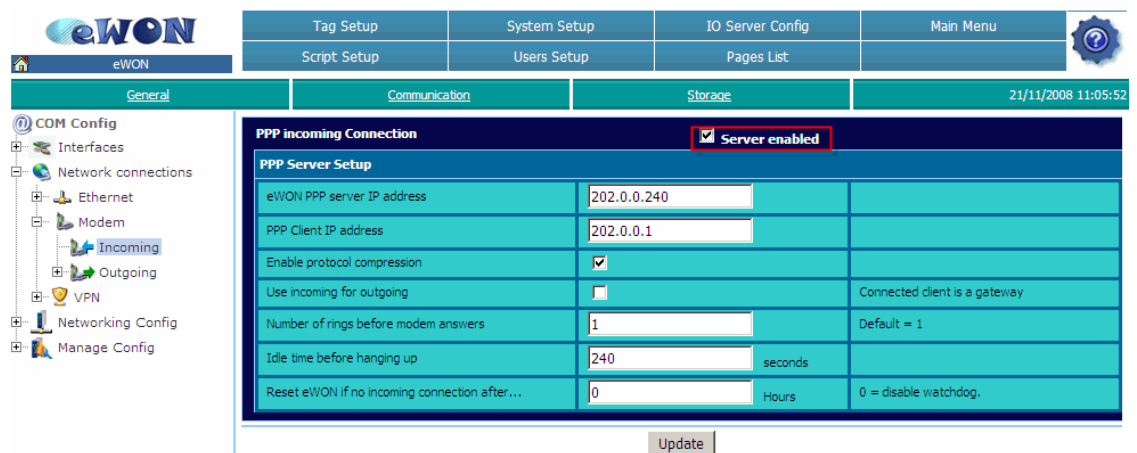 eWON
Tag Setup System Setup IO Server Config Main Menu
eWON
Script Setup Users Setup Pages List
General Communication Storage 21/11/2008 11:05:52
COM Config
Interfaces
Network connections
Ethernet
Modem
Incoming
Outgoing
VPN
Networking Config
Manage Config
PPP incoming Connection Server enabled
PPP Server Setup
eWON PPP server IP address 202.0.0.240
PPP Client IP address 202.0.0.1
Enable protocol compression
Use incoming for outgoing Connected client is a gateway
Number of rings before modem answers 1 Default = 1
Idle time before hanging up 240 seconds
Reset eWON if no incoming connection after... 0 Hours 0 = disable watchdog.
Update